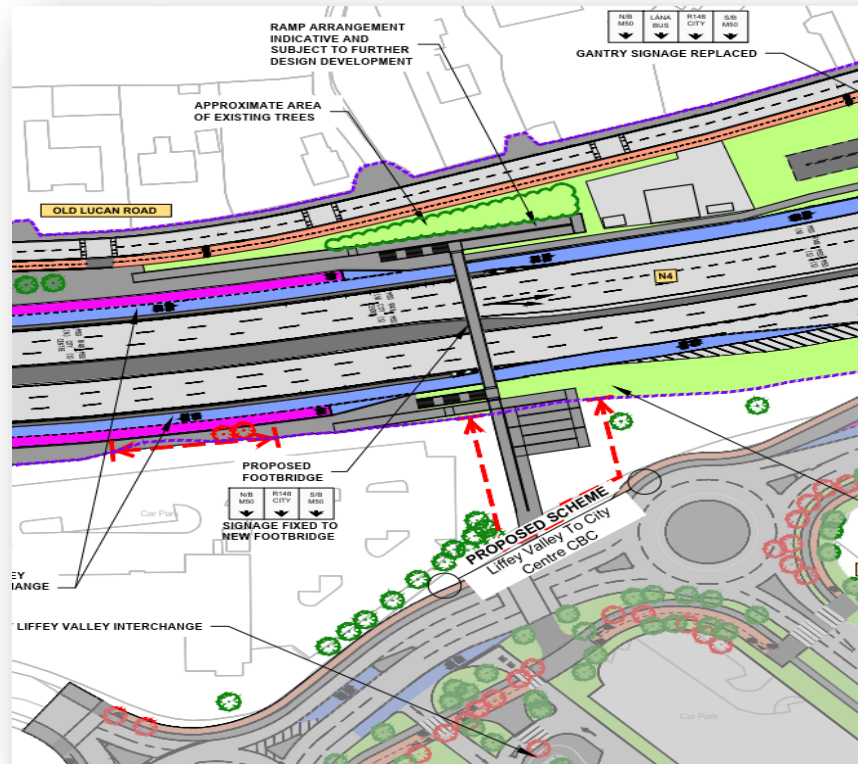 RAMP ARRANGEMENT
INDICATIVE AND
SUBJECT TO FURTHER
DESIGN DEVELOPMENT
N/B
M50
LÁNA
BUS
R148
CITY
S/B
M50
GANTRY SIGNAGE REPLACED
APPROXIMATE AREA
OF EXISTING TREES
OLD LUCAN ROAD
N4
PROPOSED
FOOTBRIDGE
N/B
M50
R148
CITY
S/B
M50
SIGNAGE FIXED TO
NEW FOOTBRIDGE
Car Park
PROPOSED SCHEME
Liffey Valley To City
Centre CBC
EY
HANGE
LIFFEY VALLEY INTERCHANGE
Car Park